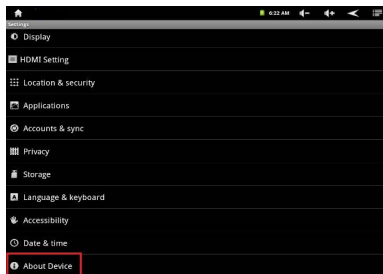 6:22 AM
Settings
Display
HDMI Setting
Location & security
Applications
Accounts & sync
Privacy
Storage
Language & keyboard
Accessibility
Date & time
About Device